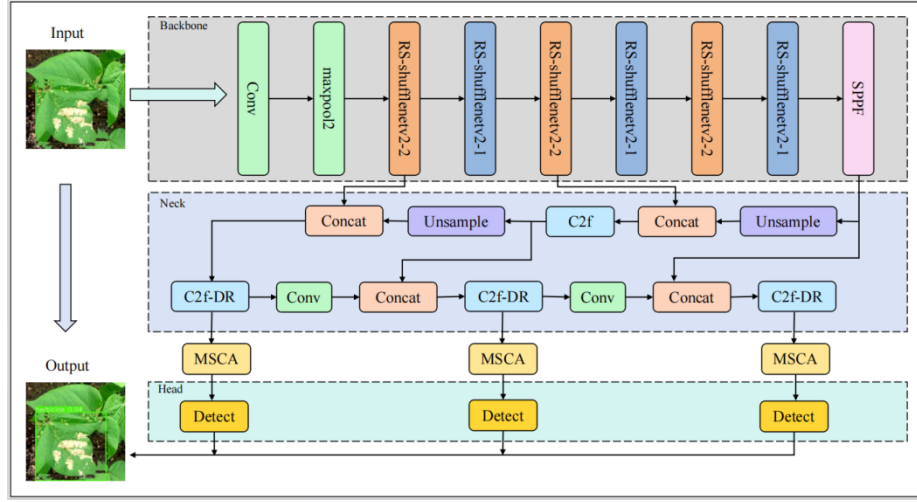 Input
Backbone
Conv
maxpool2
RS-shufflenetv2-2
RS-shufflenetv2-1
RS-shufflenetv2-2
RS-shufflenetv2-1
RS-shufflenetv2-2
RS-shufflenetv2-1
SPPF
Neck
Concat
Unsample
C2f
Concat
Unsample
C2f-DR
Conv
Concat
C2f-DR
Conv
Concat
C2f-DR
MSCA
MSCA
MSCA
Output
Head
Detect
Detect
Detect